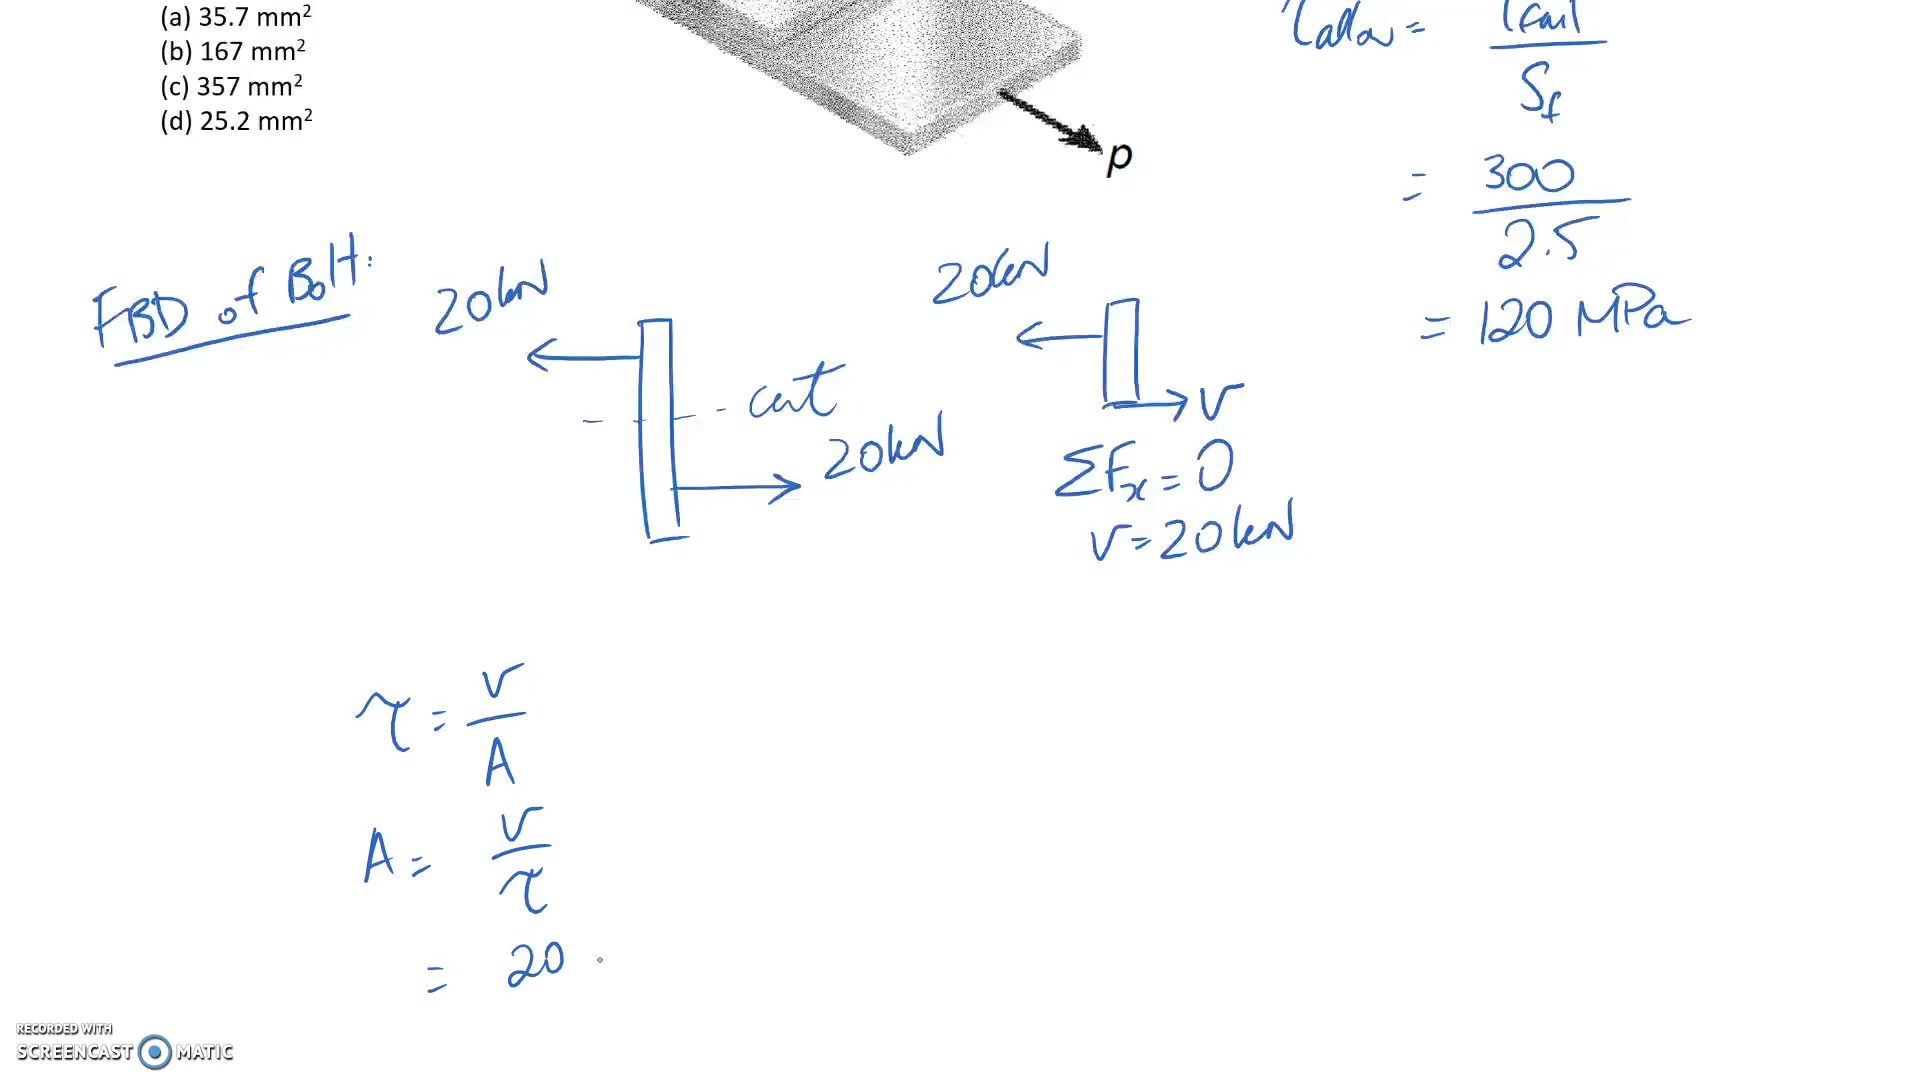 (a) 35.7 mm²
(b) 167 mm²
(c) 357 mm²
(d) 25.2 mm²
p
τallow = τfail / Sf
= 300 / 2.5
= 120 MPa
FBD of Bolt:
20kN
cut
20kN
20kN
V
ΣFx = 0
V = 20kN
τ = V / A
A = V / τ
= 20
RECORDED WITH
SCREENCAST MATIC